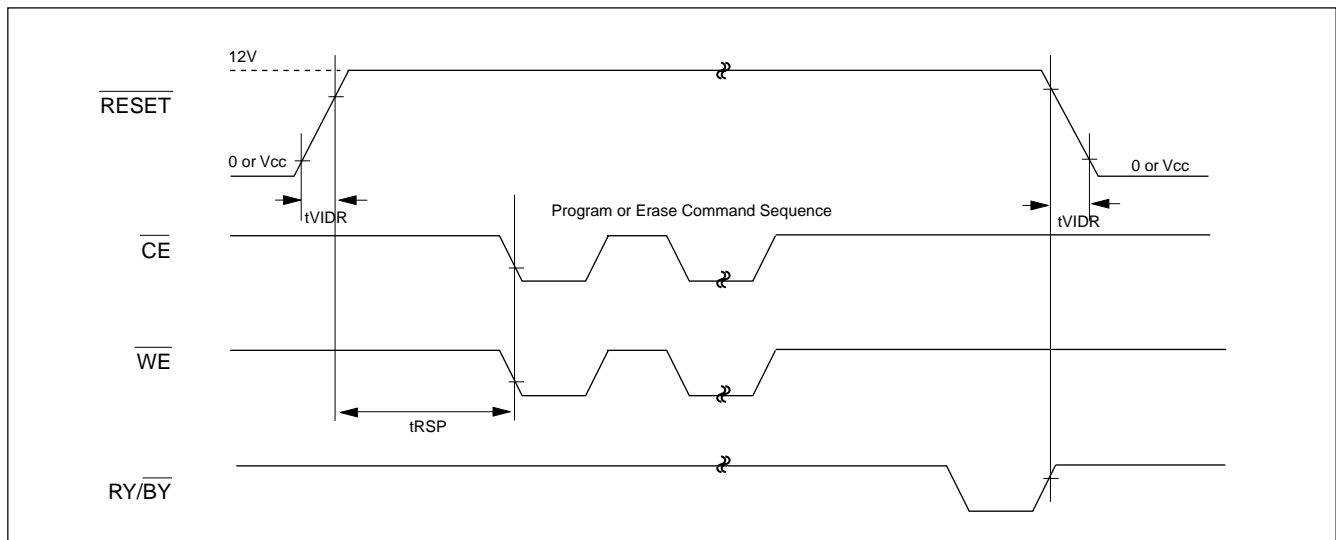 12V
RESET
0 or Vcc
0 or Vcc
tVIDR
Program or Erase Command Sequence
tVIDR
CE
WE
tRSP
RY/BY